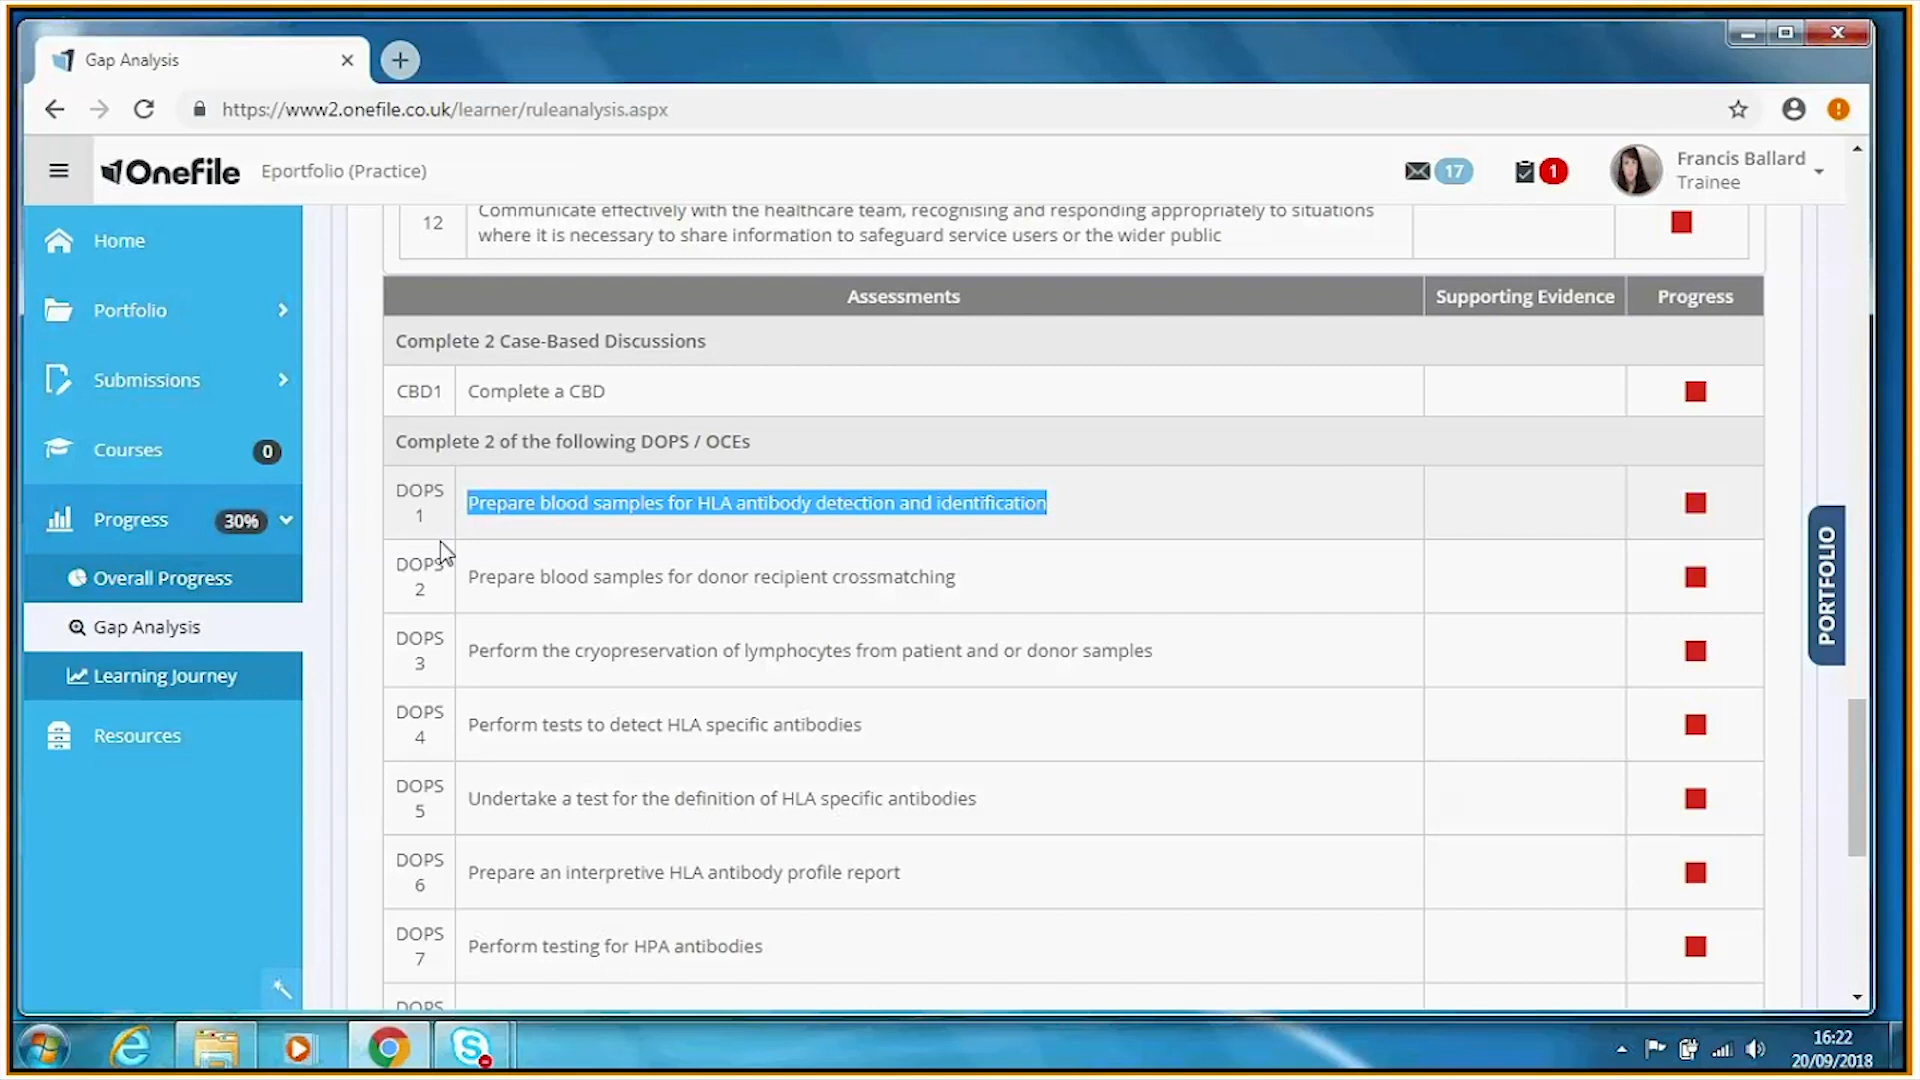 Gap Analysis
https://www2.onefile.co.uk/learner/ruleanalysis.aspx
Onefile
Eportfolio (Practice)
17
1
Francis Ballard
Trainee
Home
Portfolio
Submissions
Courses
0
Progress
30%
Overall Progress
Gap Analysis
Learning Journey
Resources
12
Communicate effectively with the healthcare team, recognising and responding appropriately to situations
where it is necessary to share information to safeguard service users or the wider public
Assessments
Supporting Evidence
Progress
Complete 2 Case-Based Discussions
CBD1
Complete a CBD
Complete 2 of the following DOPS / OCEs
DOPS
1
Prepare blood samples for HLA antibody detection and identification
DOPS
2
Prepare blood samples for donor recipient crossmatching
DOPS
3
Perform the cryopreservation of lymphocytes from patient and or donor samples
DOPS
4
Perform tests to detect HLA specific antibodies
DOPS
5
Undertake a test for the definition of HLA specific antibodies
DOPS
6
Prepare an interpretive HLA antibody profile report
DOPS
7
Perform testing for HPA antibodies
DOPS
PORTFOLIO
16:22
20/09/2018